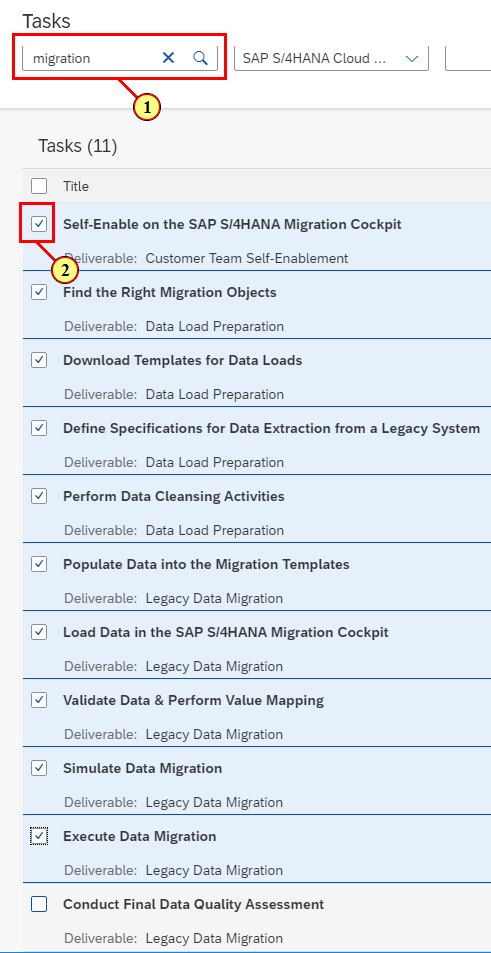 Tasks
migration
SAP S/4HANA Cloud ...
1
Tasks (11)
Title
Self-Enable on the SAP S/4HANA Migration Cockpit
Deliverable: Customer Team Self-Enablement
2
Find the Right Migration Objects
Deliverable: Data Load Preparation
Download Templates for Data Loads
Deliverable: Data Load Preparation
Define Specifications for Data Extraction from a Legacy System
Deliverable: Data Load Preparation
Perform Data Cleansing Activities
Deliverable: Data Load Preparation
Populate Data into the Migration Templates
Deliverable: Legacy Data Migration
Load Data in the SAP S/4HANA Migration Cockpit
Deliverable: Legacy Data Migration
Validate Data & Perform Value Mapping
Deliverable: Legacy Data Migration
Simulate Data Migration
Deliverable: Legacy Data Migration
Execute Data Migration
Deliverable: Legacy Data Migration
Conduct Final Data Quality Assessment
Deliverable: Legacy Data Migration